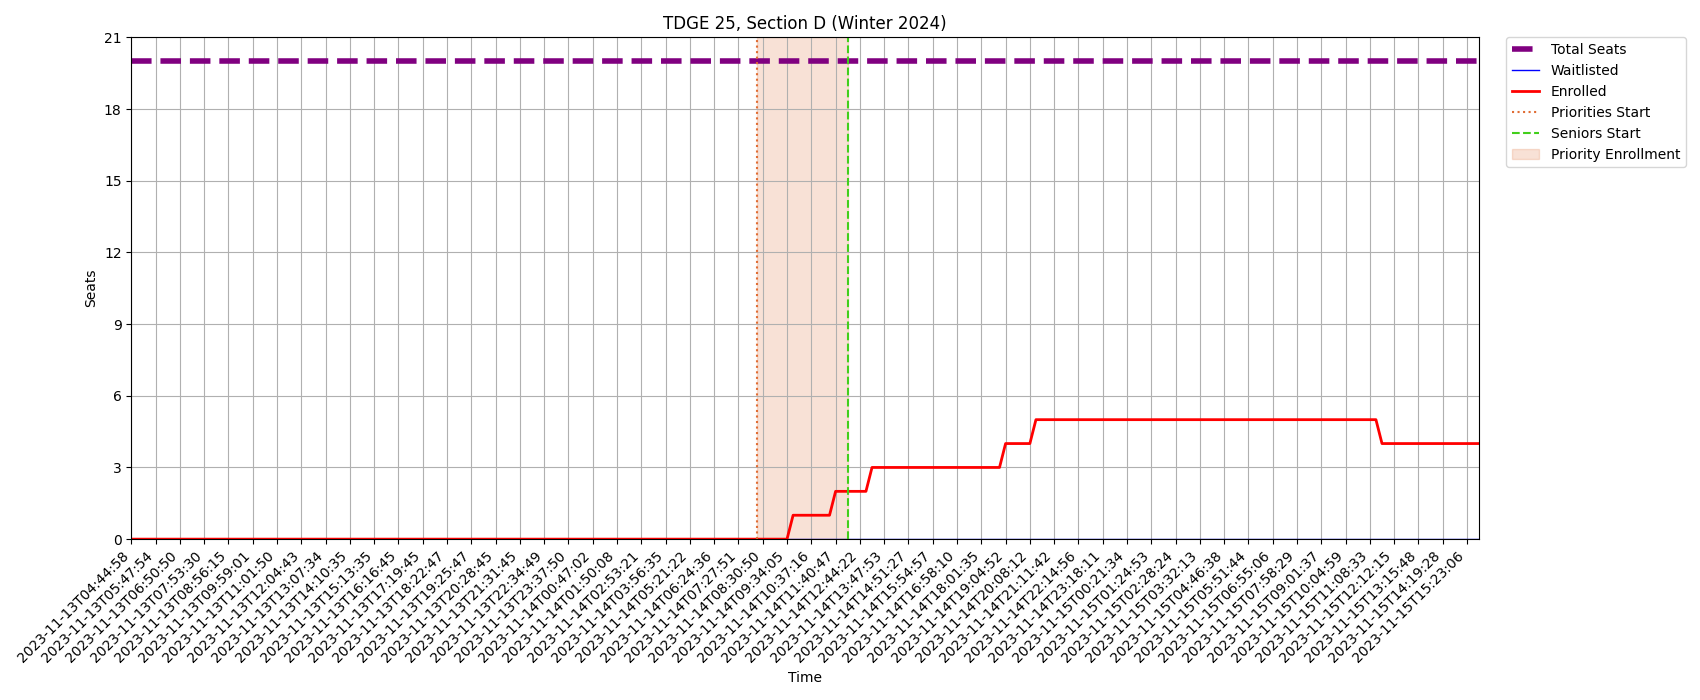 TDGE 25, Section D (Winter 2024)
21
18
15
12
9
6
3
0
Seats
Total Seats
Waitlisted
Enrolled
Priorities Start
Seniors Start
Priority Enrollment
2023-11-13T04:44:58
2023-11-13T05:47:54
2023-11-13T06:50:50
2023-11-13T07:53:30
2023-11-13T08:56:15
2023-11-13T09:59:01
2023-11-13T11:01:50
2023-11-13T12:04:43
2023-11-13T13:07:34
2023-11-13T14:10:35
2023-11-13T15:13:35
2023-11-13T16:16:45
2023-11-13T17:19:45
2023-11-13T18:22:47
2023-11-13T19:25:47
2023-11-13T20:28:45
2023-11-13T21:31:45
2023-11-13T22:34:49
2023-11-13T23:37:50
2023-11-14T00:47:02
2023-11-14T01:50:08
2023-11-14T02:53:21
2023-11-14T03:56:35
2023-11-14T05:21:22
2023-11-14T06:24:36
2023-11-14T07:27:51
2023-11-14T08:30:50
2023-11-14T09:34:05
2023-11-14T10:37:16
2023-11-14T11:40:47
2023-11-14T12:44:22
2023-11-14T13:47:53
2023-11-14T14:51:27
2023-11-14T15:54:57
2023-11-14T16:58:10
2023-11-14T18:01:35
2023-11-14T19:04:52
2023-11-14T20:08:12
2023-11-14T21:11:42
2023-11-14T22:14:56
2023-11-14T23:18:11
2023-11-15T00:21:34
2023-11-15T01:24:53
2023-11-15T02:28:24
2023-11-15T03:32:13
2023-11-15T04:46:38
2023-11-15T05:51:44
2023-11-15T06:55:06
2023-11-15T07:58:29
2023-11-15T09:01:37
2023-11-15T10:04:59
2023-11-15T11:08:33
2023-11-15T12:12:15
2023-11-15T13:15:48
2023-11-15T14:19:28
2023-11-15T15:23:06
Time